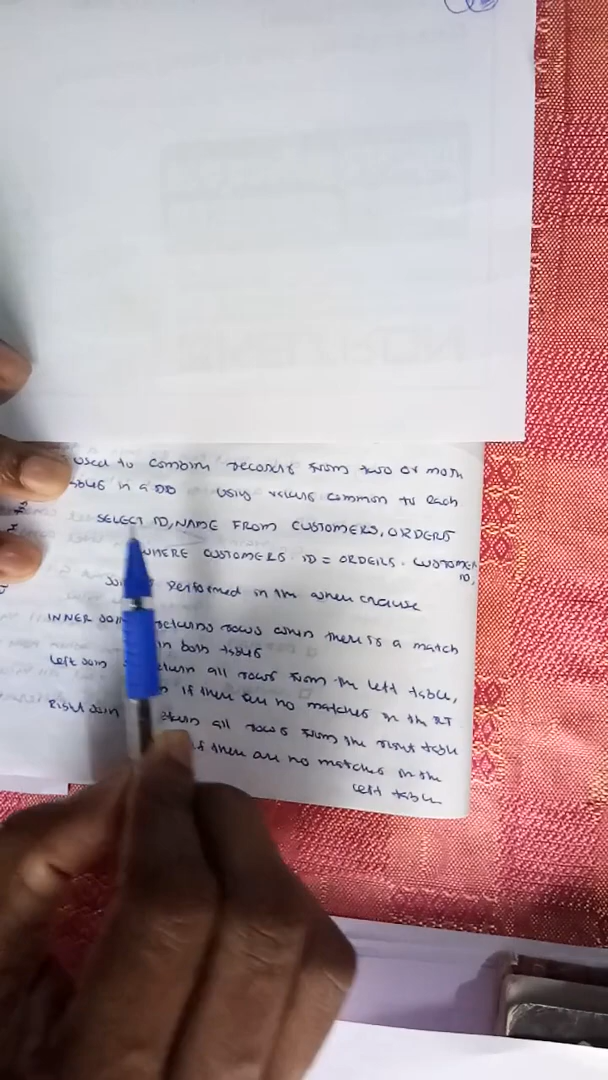 used to combine records from two or more
in a DB using values common to each
SELECT ID, NAME FROM CUSTOMERS, ORDERS
WHERE CUSTOMERS ID = ORDERS. CUSTOMER
ID,
performed in the when clause
INNER JOIN returns rows when there is a match
in both tables
Left Join return all rows from the left table,
if there are no matches in the RT
Right Join return all rows from the right table
if there are no matches in the
left table